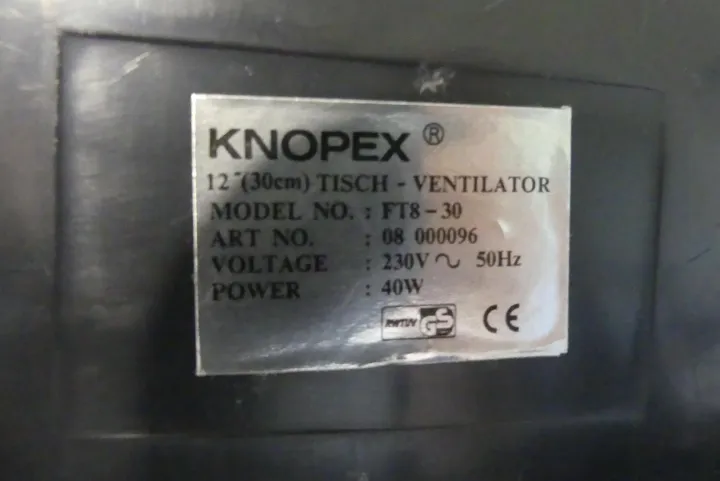 KNOPEX ®
12"(30cm) TISCH - VENTILATOR
MODEL NO. : FT8-30
ART NO. : 08 000096
VOLTAGE : 230V ~ 50Hz
POWER : 40W
RWTÜV GS CE